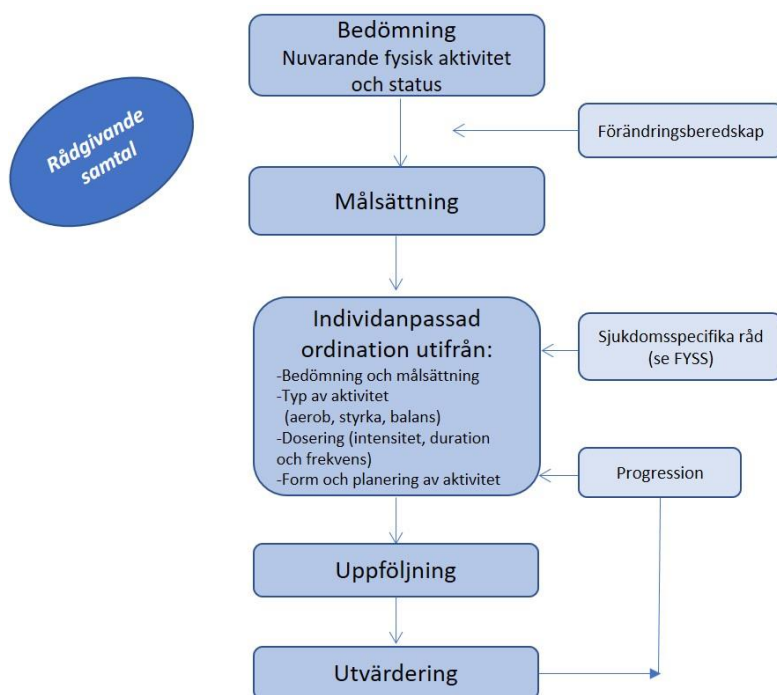 Bedömning
Nuvarande fysisk aktivitet
och status
Rådgivande
samtal
Förändringsberedskap
Målsättning
Individanpassad
ordination utifrån:
-Bedömning och målsättning
-Typ av aktivitet
(aerob, styrka, balans)
-Dosering (intensitet, duration
och frekvens)
-Form och planering av aktivitet
Sjukdomsspecifika råd
(se FYSS)
Progression
Uppföljning
Utvärdering